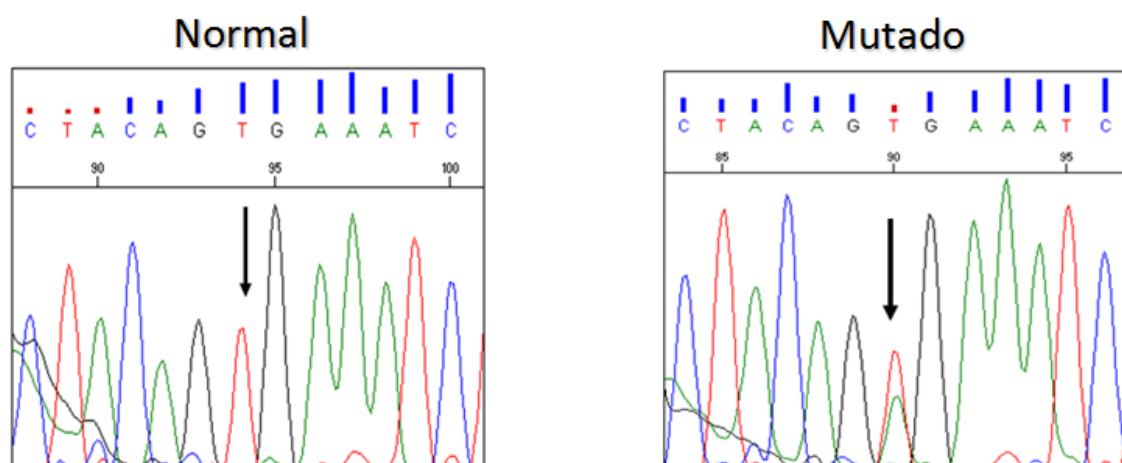 Normal
Mutado
C T A C A G T G A A A T C
90 95 100
C T A C A G T G A A A T C
85 90 95